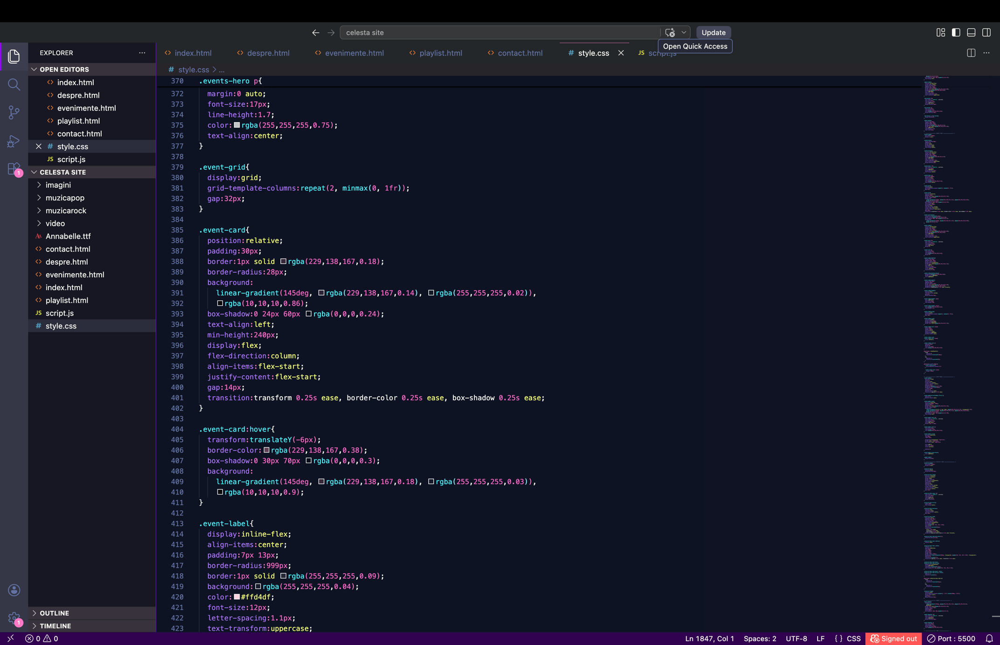 celesta site
Update
Open Quick Access
EXPLORER
index.html
despre.html
evenimente.html
playlist.html
contact.html
# style.css
JS script.js
# style.css > ...
OPEN EDITORS
index.html
despre.html
evenimente.html
playlist.html
contact.html
# style.css
JS script.js
CELESTA SITE
imagini
muzicapop
muzicarock
video
Annabelle.ttf
contact.html
despre.html
evenimente.html
index.html
playlist.html
JS script.js
# style.css
OUTLINE
TIMELINE
1
1
370 .events-hero p{
372 margin:0 auto;
373 font-size:17px;
374 line-height:1.7;
375 color:rgba(255,255,255,0.75);
376 text-align:center;
377 }
378
379 .event-grid{
380 display:grid;
381 grid-template-columns:repeat(2, minmax(0, 1fr));
382 gap:32px;
383 }
384
385 .event-card{
386 position:relative;
387 padding:30px;
388 border:1px solid rgba(229,138,167,0.18);
389 border-radius:28px;
390 background:
391 linear-gradient(145deg, rgba(229,138,167,0.14), rgba(255,255,255,0.02)),
392 rgba(10,10,10,0.86);
393 box-shadow:0 24px 60px rgba(0,0,0,0.24);
394 text-align:left;
395 min-height:240px;
396 display:flex;
397 flex-direction:column;
398 align-items:flex-start;
399 justify-content:flex-start;
400 gap:14px;
401 transition:transform 0.25s ease, border-color 0.25s ease, box-shadow 0.25s ease;
402 }
403
404 .event-card:hover{
405 transform:translateY(-6px);
406 border-color:rgba(229,138,167,0.38);
407 box-shadow:0 30px 70px rgba(0,0,0,0.3);
408 background:
409 linear-gradient(145deg, rgba(229,138,167,0.18), rgba(255,255,255,0.03)),
410 rgba(10,10,10,0.9);
411 }
412
413 .event-label{
414 display:inline-flex;
415 align-items:center;
416 padding:7px 13px;
417 border-radius:999px;
418 border:1px solid rgba(255,255,255,0.09);
419 background:rgba(255,255,255,0.04);
420 color:#ffd4df;
421 font-size:12px;
422 letter-spacing:1.1px;
423 text-transform:uppercase;
0 0
Ln 1847, Col 1
Spaces: 2
UTF-8
LF
{ } CSS
Signed out
Port : 5500